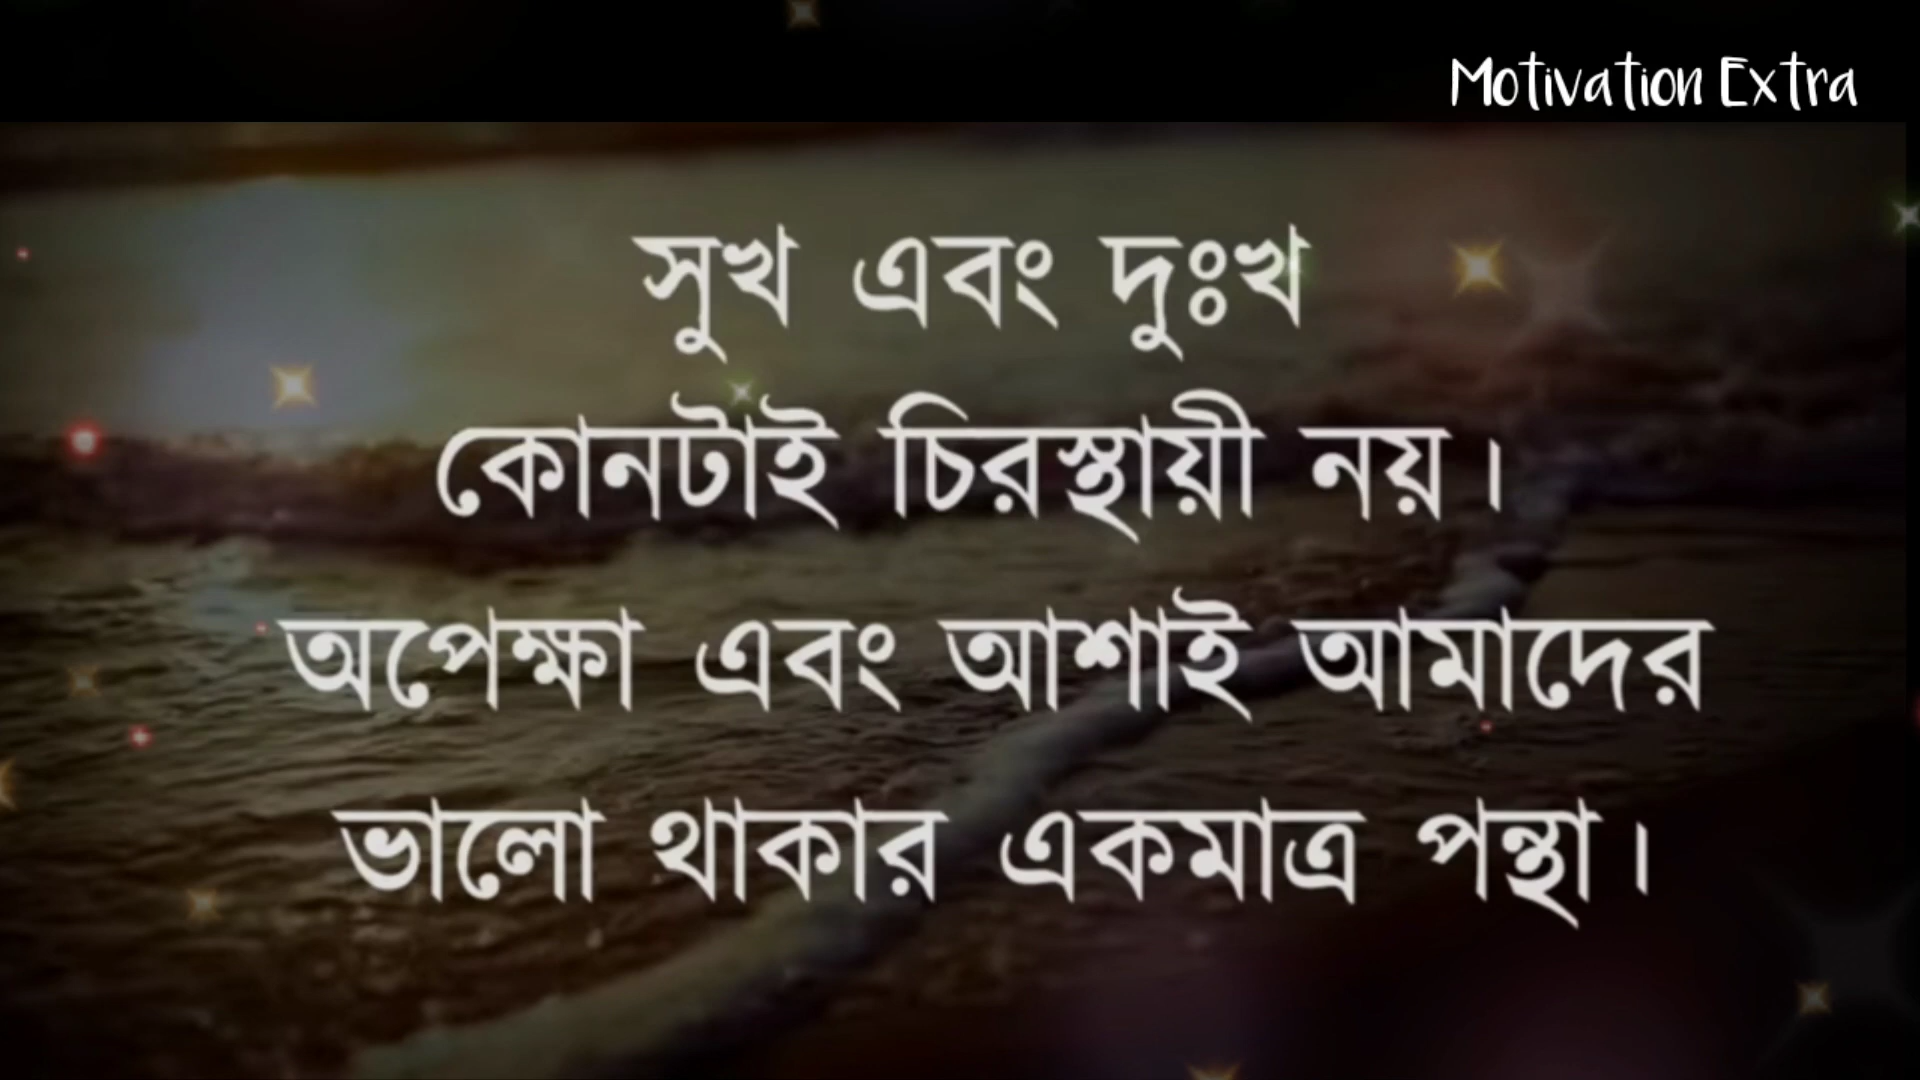 Motivation Extra
সুখ এবং দুঃখ
কোনটাই চিরস্থায়ী নয়।
অপেক্ষা এবং আশাই আমাদের
ভালো থাকার একমাত্র পন্থা।